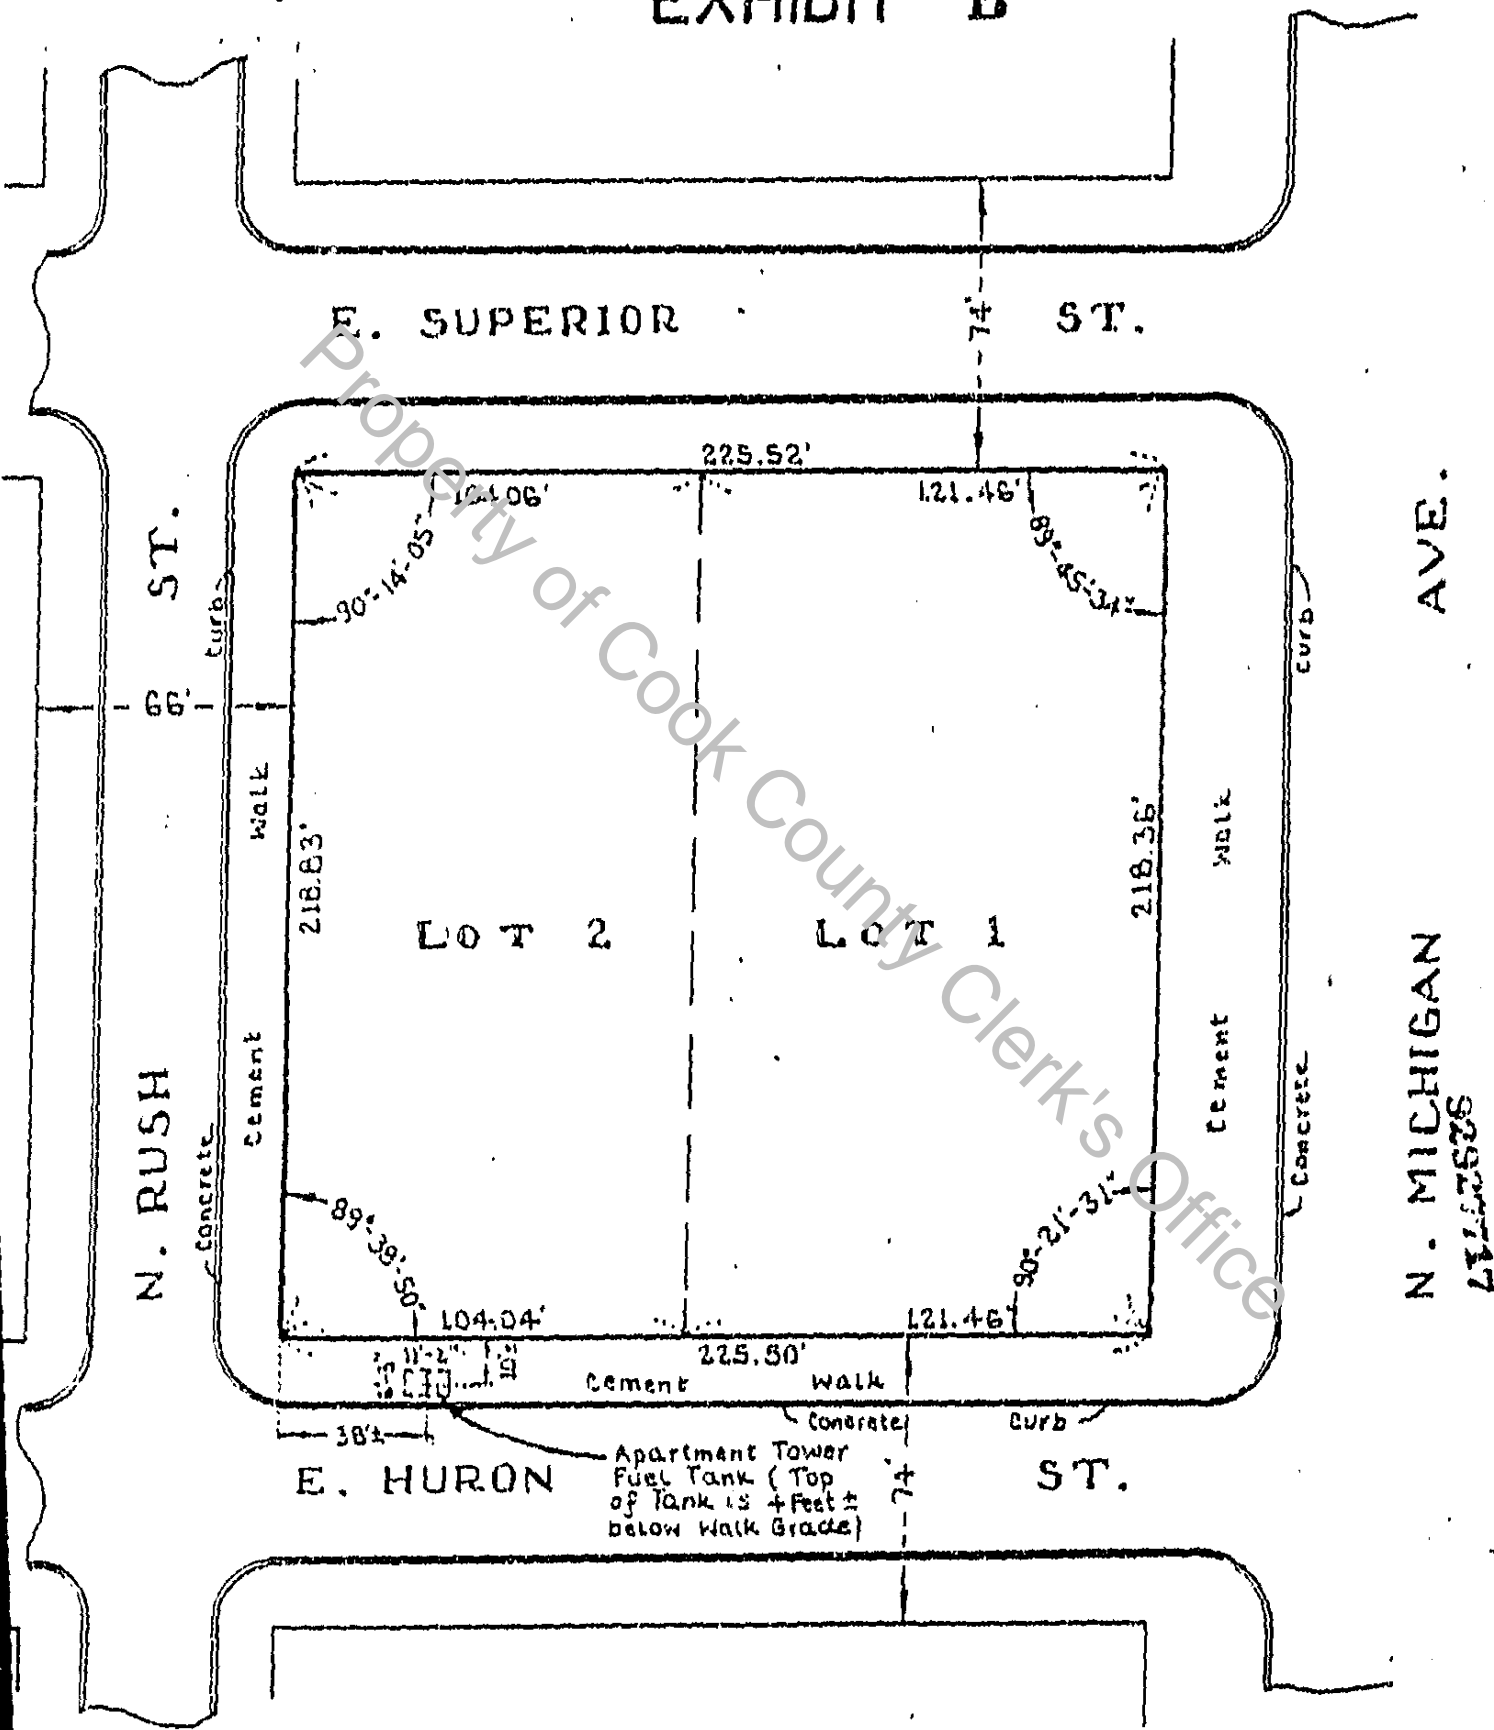 EXHIBIT B
E. SUPERIOR ST.
74'
225.52'
104.06' 121.46'
90°-14'-05"
89°-45'-34"
N. RUSH ST.
Curb
66'
Walk
218.83'
Cement
Concrete
LOT 2 LOT 1
218.36'
Walk
Cement
Curb
Concrete
N. MICHIGAN AVE.
89°-38'-50"
90°-21'-31"
104.04' 121.46'
225.50'
11'-2"
Cement Walk
Concrete Curb
38'±
E. HURON ST.
74'
Apartment Tower
Fuel Tank (Top
of Tank is 4 Feet ±
below Walk Grade)
Property of Cook County Clerk's Office